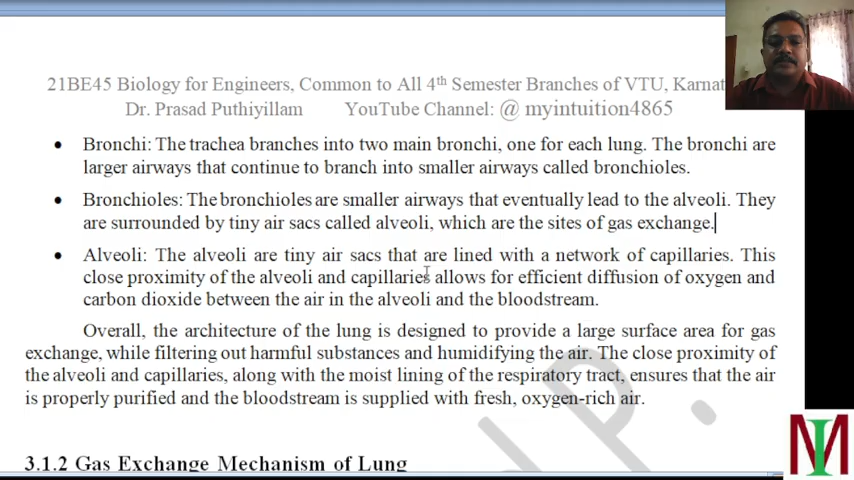 21BE45 Biology for Engineers, Common to All 4th Semester Branches of VTU,
Dr. Prasad Puthiyillam YouTube Channel: @ myintuition4865
• Bronchi: The trachea branches into two main bronchi, one for each lung. The bronchi are
larger airways that continue to branch into smaller airways called bronchioles.
• Bronchioles: The bronchioles are smaller airways that eventually lead to the alveoli. They
are surrounded by tiny air sacs called alveoli, which are the sites of gas exchange.
• Alveoli: The alveoli are tiny air sacs that are lined with a network of capillaries. This
close proximity of the alveoli and capillaries allows for efficient diffusion of oxygen and
carbon dioxide between the air in the alveoli and the bloodstream.
Overall, the architecture of the lung is designed to provide a large surface area for gas
exchange, while filtering out harmful substances and humidifying the air. The close proximity of
the alveoli and capillaries, along with the moist lining of the respiratory tract, ensures that the air
is properly purified and the bloodstream is supplied with fresh, oxygen-rich air.
3.1.2 Gas Exchange Mechanism of Lung
P.
MI